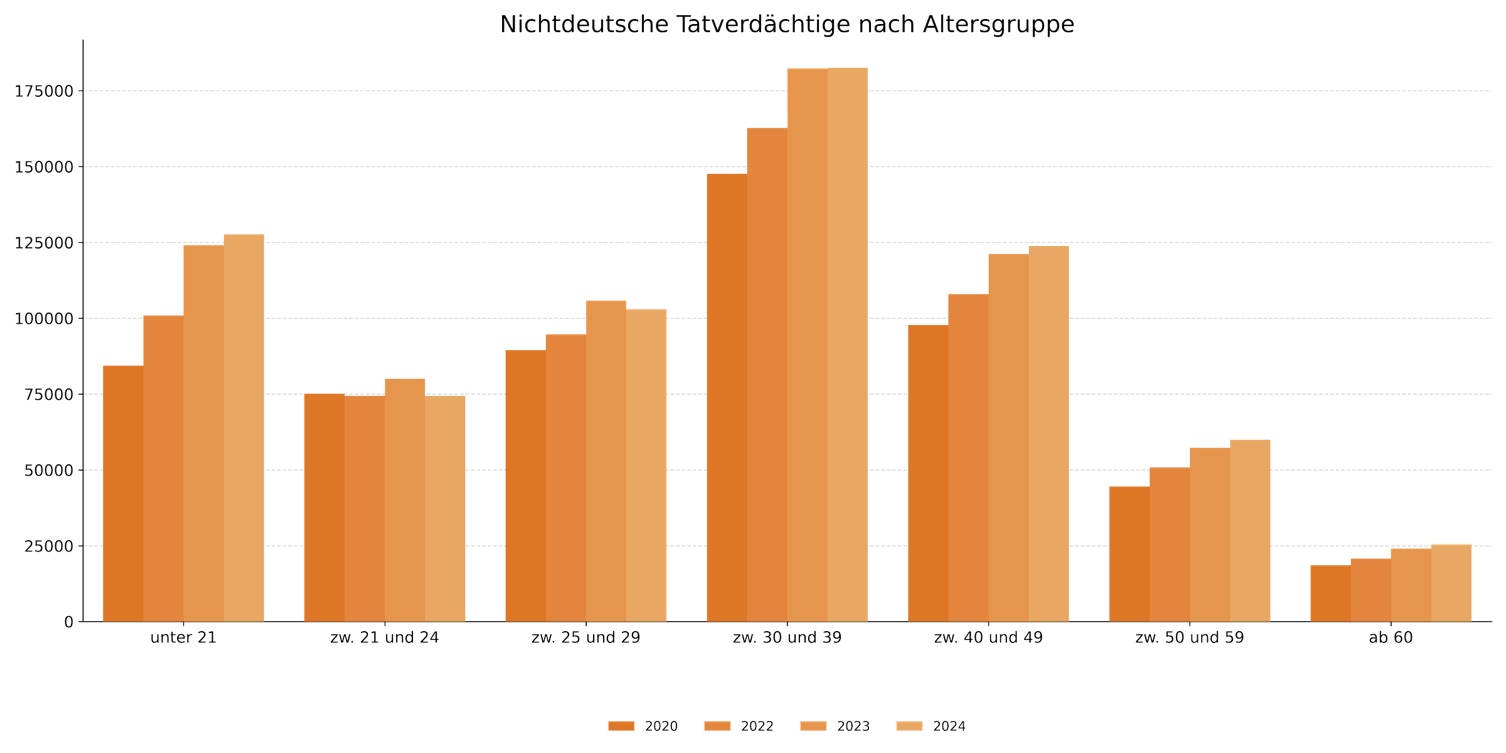 Nichtdeutsche Tatverdächtige nach Altersgruppe
175000
150000
125000
100000
75000
50000
25000
0
unter 21 zw. 21 und 24 zw. 25 und 29 zw. 30 und 39 zw. 40 und 49 zw. 50 und 59 ab 60
2020 2022 2023 2024